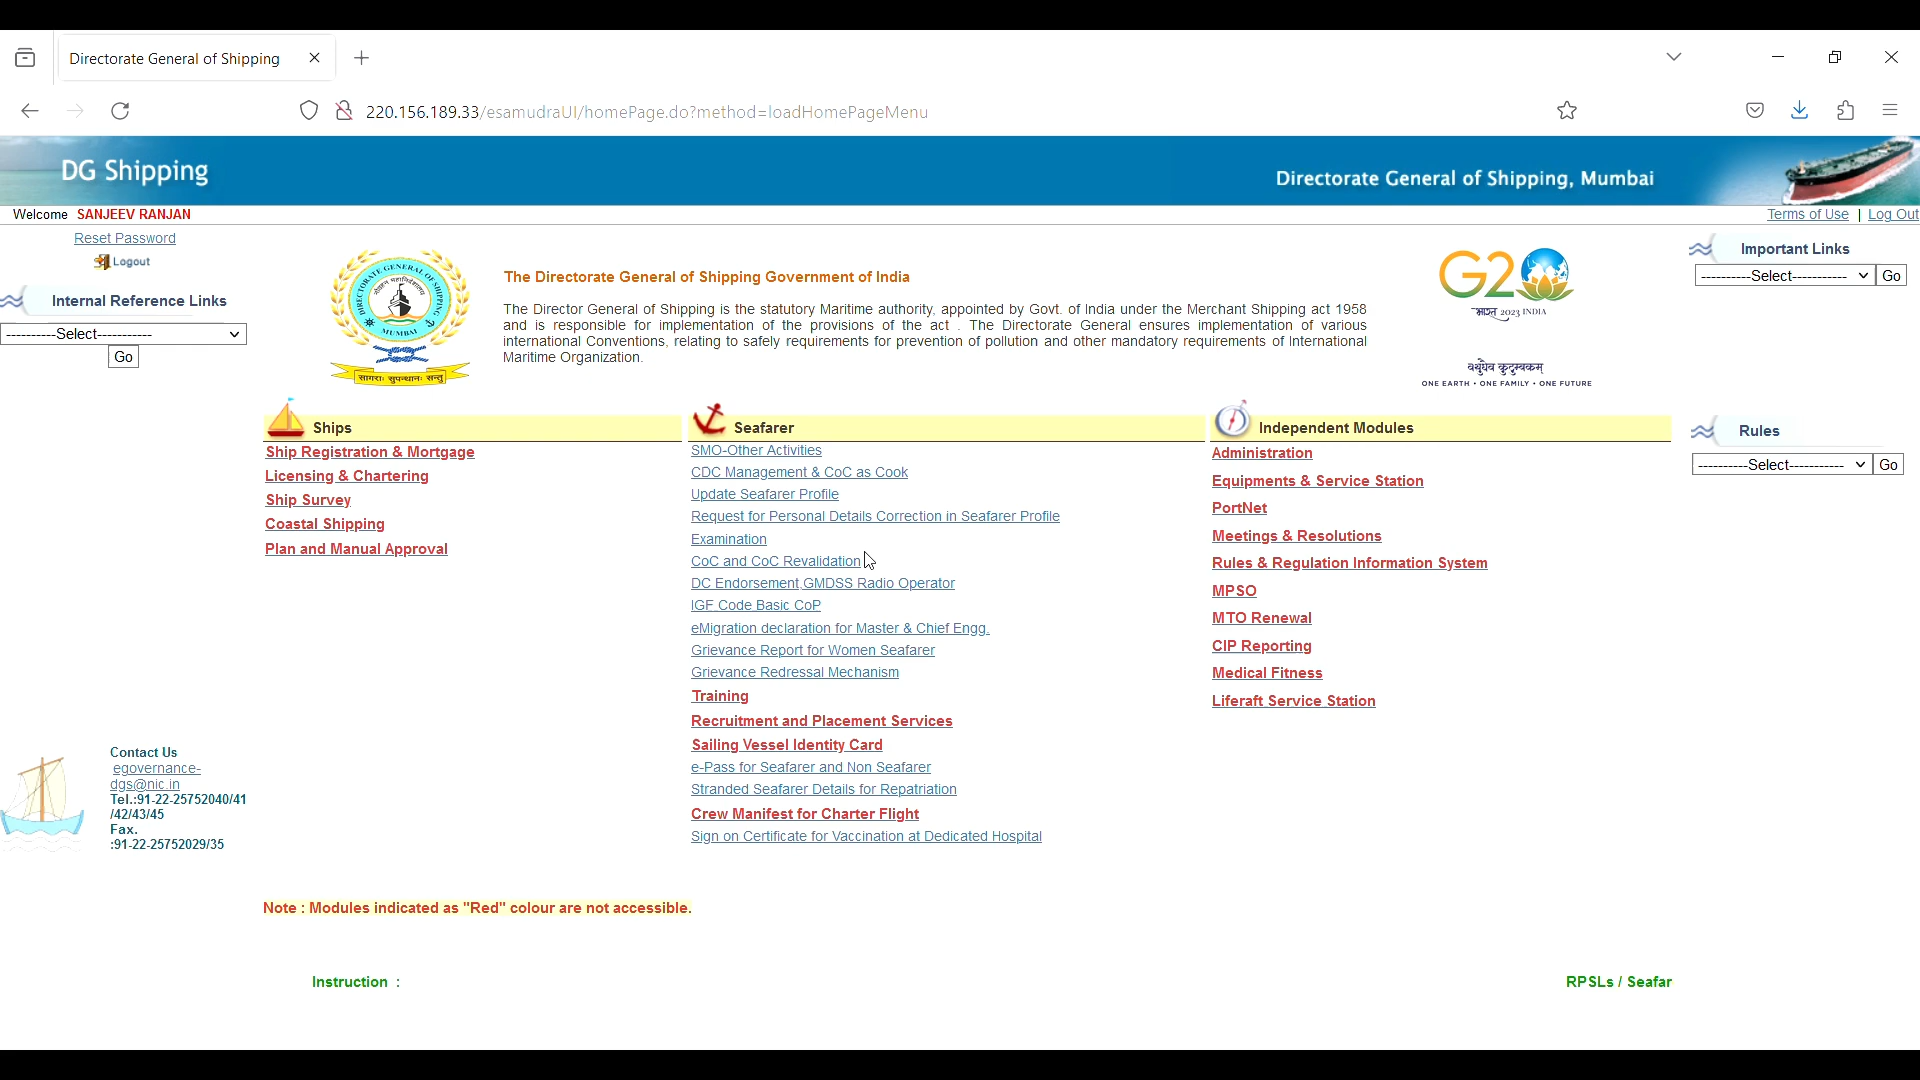 Directorate General of Shipping
220.156.189.33/esamudraUI/homePage.do?method=loadHomePageMenu
DG Shipping
Directorate General of Shipping, Mumbai
Welcome SANJEEV RANJAN
Terms of Use | Log Out
Reset Password
Logout
Internal Reference Links
----------Select-----------
Go
DIRECTORATE GENERAL OF SHIPPING
MUMBAI
सागराः सुपन्थानः सन्तु
The Directorate General of Shipping Government of India
The Director General of Shipping is the statutory Maritime authority, appointed by Govt. of India under the Merchant Shipping act 1958
and is responsible for implementation of the provisions of the act . The Directorate General ensures implementation of various
international Conventions, relating to safely requirements for prevention of pollution and other mandatory requirements of International
Maritime Organization.
G20
भारत 2023 INDIA
वसुधैव कुटुम्बकम्
ONE EARTH • ONE FAMILY • ONE FUTURE
Important Links
----------Select-----------
Go
Ships
Ship Registration & Mortgage
Licensing & Chartering
Ship Survey
Coastal Shipping
Plan and Manual Approval
Seafarer
SMO-Other Activities
CDC Management & CoC as Cook
Update Seafarer Profile
Request for Personal Details Correction in Seafarer Profile
Examination
CoC and CoC Revalidation
DC Endorsement,GMDSS Radio Operator
IGF Code Basic CoP
eMigration declaration for Master & Chief Engg.
Grievance Report for Women Seafarer
Grievance Redressal Mechanism
Training
Recruitment and Placement Services
Sailing Vessel Identity Card
e-Pass for Seafarer and Non Seafarer
Stranded Seafarer Details for Repatriation
Crew Manifest for Charter Flight
Sign on Certificate for Vaccination at Dedicated Hospital
Independent Modules
Administration
Equipments & Service Station
PortNet
Meetings & Resolutions
Rules & Regulation Information System
MPSO
MTO Renewal
CIP Reporting
Medical Fitness
Liferaft Service Station
Rules
----------Select-----------
Go
Contact Us
egovernance-
dgs@nic.in
Tel.:91-22-25752040/41
/42/43/45
Fax.
:91-22-25752029/35
Note : Modules indicated as "Red" colour are not accessible.
Instruction :
RPSLs / Seafar